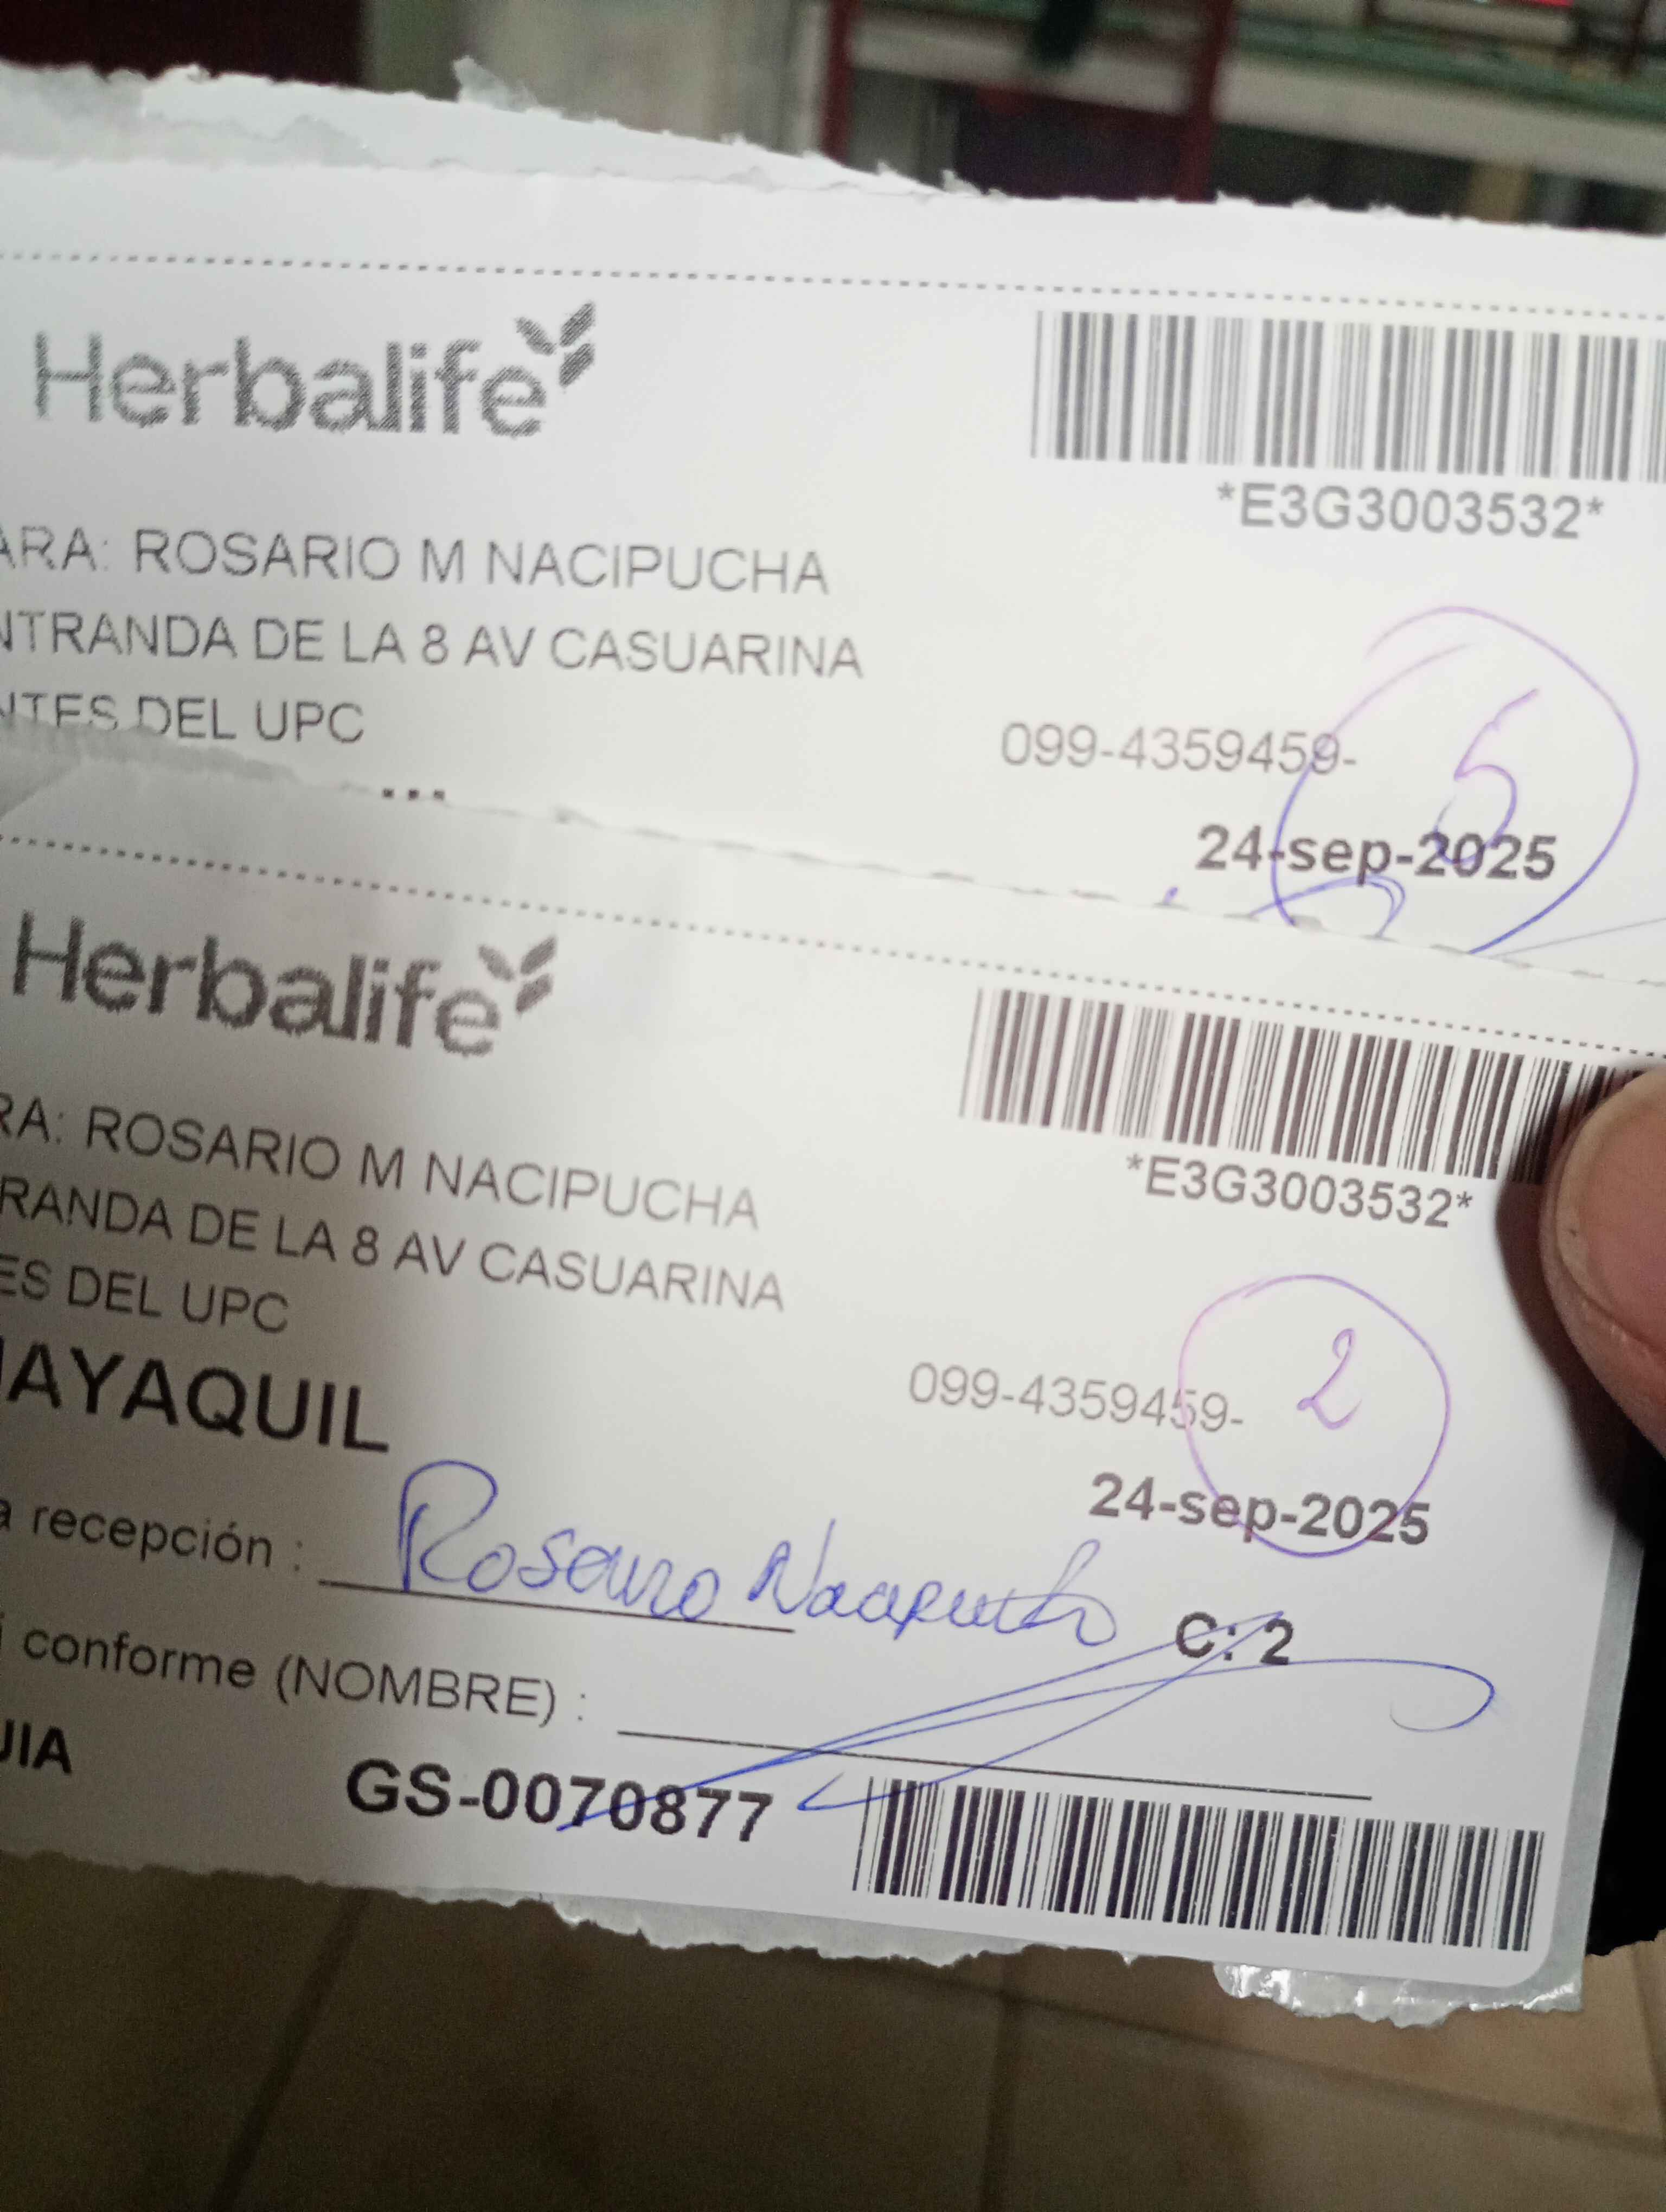 Herbalife
*E3G3003532*
ARA: ROSARIO M NACIPUCHA
NTRANDA DE LA 8 AV CASUARINA
NTES DEL UPC
099-4359459-
5
24-sep-2025
Herbalife
*E3G3003532*
RA: ROSARIO M NACIPUCHA
RANDA DE LA 8 AV CASUARINA
ES DEL UPC
099-4359459-
2
AYAQUIL
24-sep-2025
a recepción : Rosario Nacipucha
C: 2
i conforme (NOMBRE) :
UIA
GS-0070877